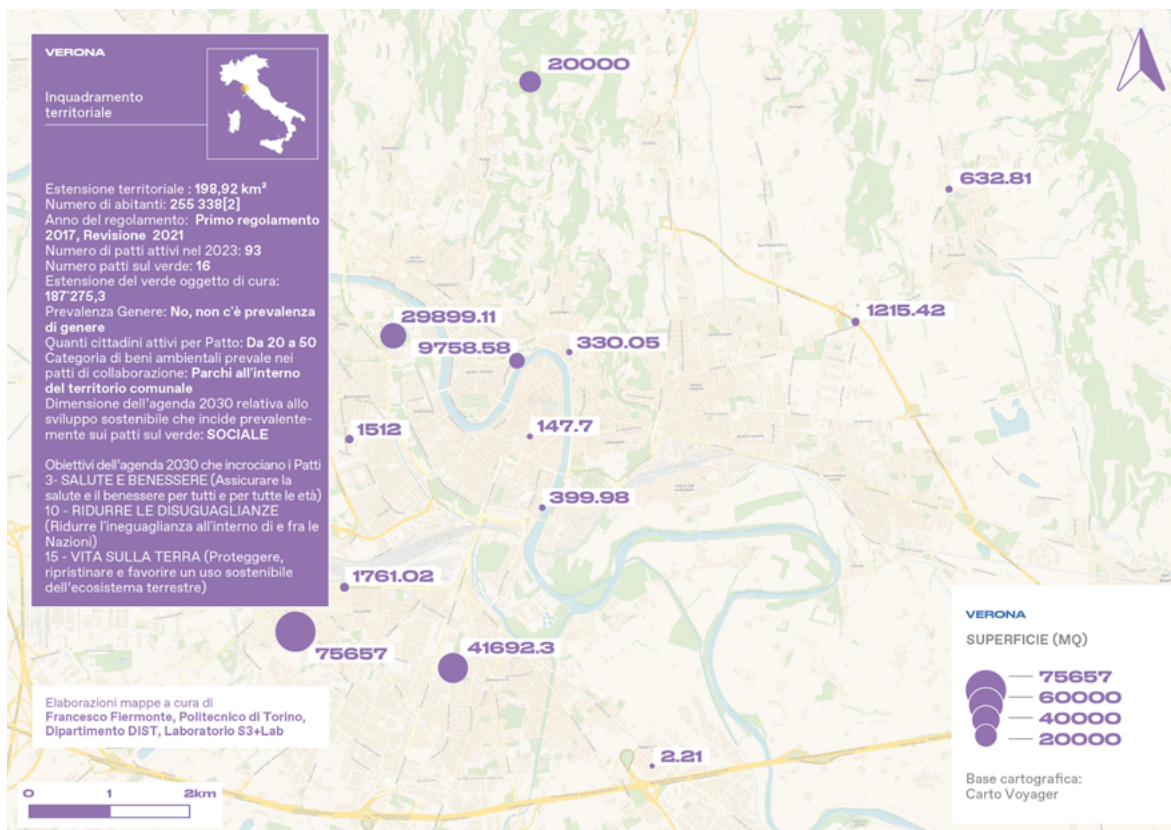 VERONA
Inquadramento
territoriale
Estensione territoriale : 198,92 km²
Numero di abitanti: 255 338[2]
Anno del regolamento: Primo regolamento
2017, Revisione 2021
Numero di patti attivi nel 2023: 93
Numero patti sul verde: 16
Estensione del verde oggetto di cura:
187'275,3
Prevalenza Genere: No, non c'è prevalenza
di genere
Quanti cittadini attivi per Patto: Da 20 a 50
Categoria di beni ambientali prevale nei
patti di collaborazione: Parchi all'interno
del territorio comunale
Dimensione dell'agenda 2030 relativa allo
sviluppo sostenibile che incide prevalente-
mente sui patti sul verde: SOCIALE
Obiettivi dell'agenda 2030 che incrociano i Patti
3- SALUTE E BENESSERE (Assicurare la
salute e il benessere per tutti e per tutte le età)
10 - RIDURRE LE DISUGUAGLIANZE
(Ridurre l'ineguaglianza all'interno di e fra le
Nazioni)
15 - VITA SULLA TERRA (Proteggere,
ripristinare e favorire un uso sostenibile
dell'ecosistema terrestre)
20000
632.81
1215.42
29899.11
9758.58
330.05
1512
147.7
399.98
1761.02
75657
41692.3
2.21
Elaborazioni mappe a cura di
Francesco Fiermonte, Politecnico di Torino,
Dipartimento DIST, Laboratorio S3+Lab
0 1 2km
VERONA
SUPERFICIE (MQ)
75657
60000
40000
20000
Base cartografica:
Carto Voyager